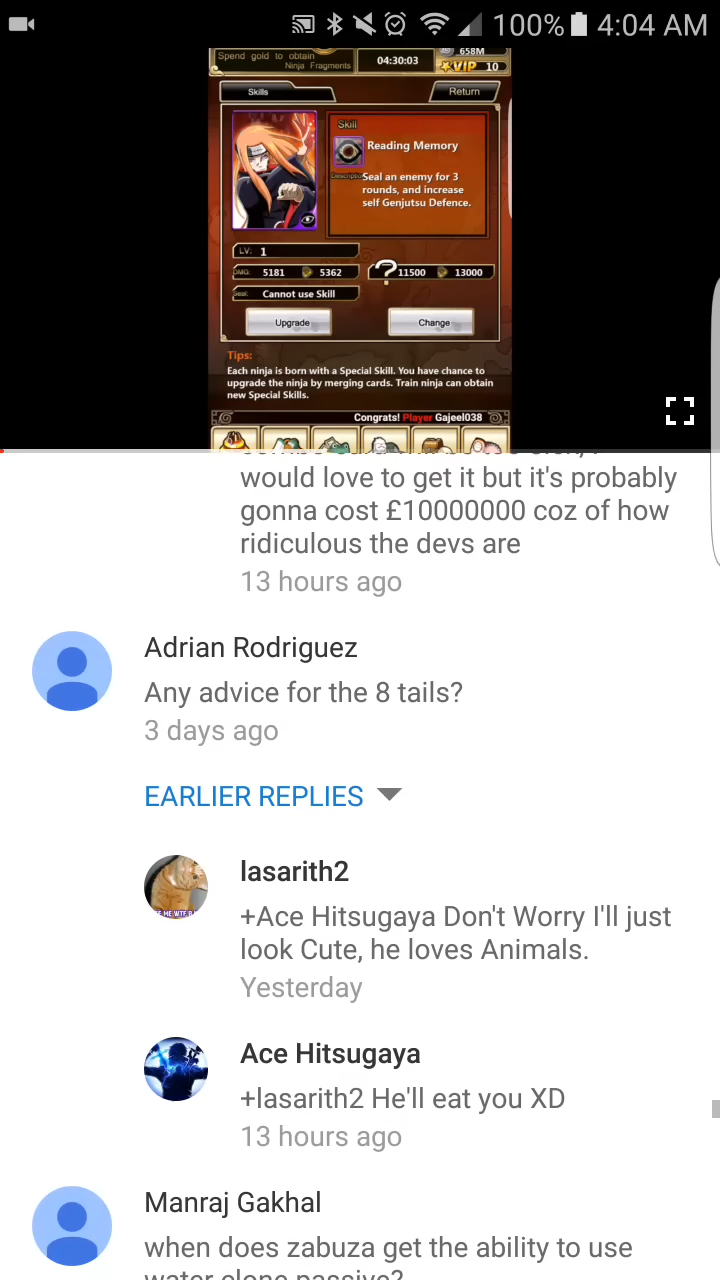 100% 4:04 AM
Spend gold to obtain
Ninja Fragments
04:30:03
658M
VIP 10
Skills
Return
Skill
Reading Memory
Seal an enemy for 3
rounds, and increase
self Genjutsu Defence.
LV: 1
DMG: 5181 5362
? 11500 13000
Seal: Cannot use Skill
Upgrade
Change
Tips:
Each ninja is born with a Special Skill. You have chance to
upgrade the ninja by merging cards. Train ninja can obtain
new Special Skills.
Congrats! Player Gajeel038
would love to get it but it's probably
gonna cost £10000000 coz of how
ridiculous the devs are
13 hours ago
Adrian Rodriguez
Any advice for the 8 tails?
3 days ago
EARLIER REPLIES
lasarith2
+Ace Hitsugaya Don't Worry I'll just
look Cute, he loves Animals.
Yesterday
Ace Hitsugaya
+lasarith2 He'll eat you XD
13 hours ago
Manraj Gakhal
when does zabuza get the ability to use
water clone passive?